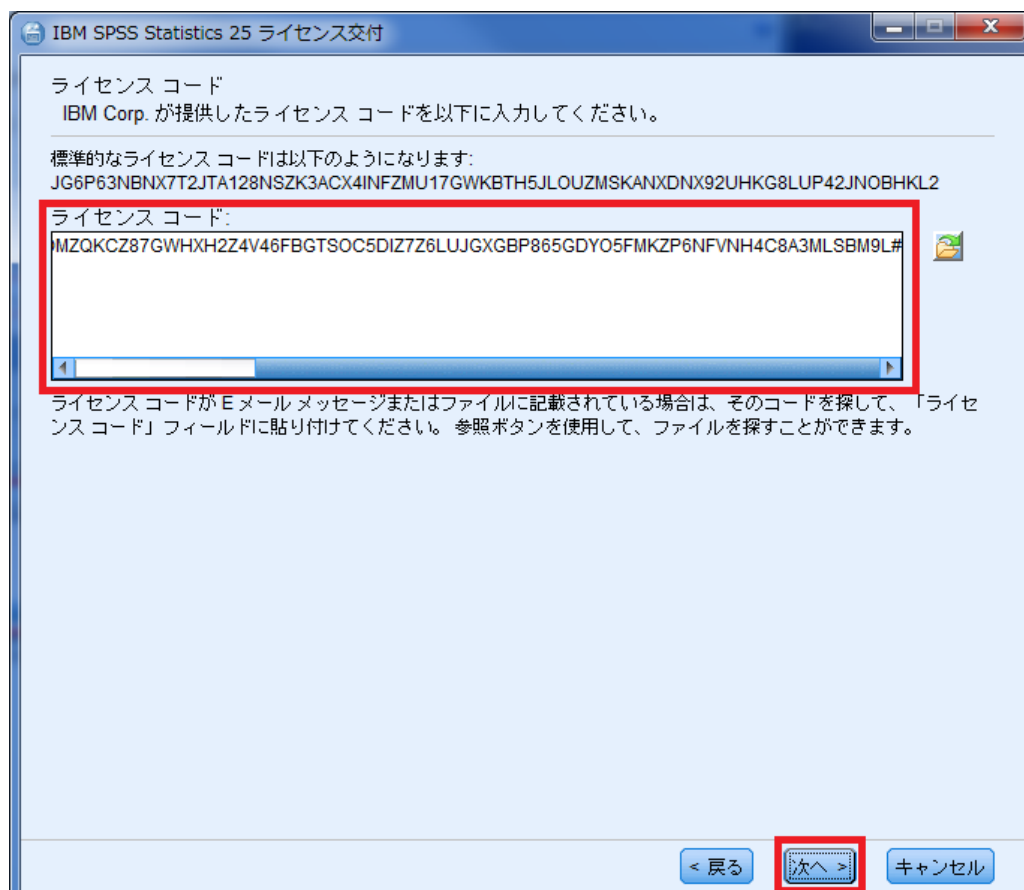 IBM SPSS Statistics 25 ライセンス交付
ライセンス コード
IBM Corp. が提供したライセンス コードを以下に入力してください。
標準的なライセンス コードは以下のようになります:
JG6P63NBNX7T2JTA128NSZK3ACX4INFZMU17GWKBTH5JLOUZMSKANXDNX92UHKG8LUP42JNOBHKL2
ライセンス コード:
MZQKCZ87GWHXH2Z4V46FBGTSOC5DIZ7Z6LUJGXGBP865GDYO5FMKZP6NFVNH4C8A3MLSBM9L#
ライセンス コードが E メール メッセージまたはファイルに記載されている場合は、そのコードを探して、「ライセ
ンス コード」フィールドに貼り付けてください。 参照ボタンを使用して、ファイルを探すことができます。
< 戻る
次へ >
キャンセル